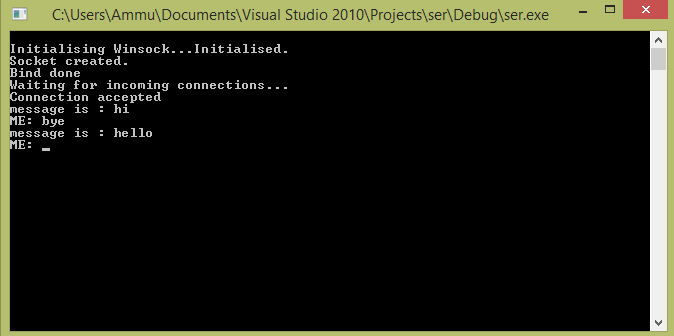 C:\Users\Ammu\Documents\Visual Studio 2010\Projects\ser\Debug\ser.exe
Initialising Winsock...Initialised.
Socket created.
Bind done
Waiting for incoming connections...
Connection accepted
message is : hi
ME: bye
message is : hello
ME: _